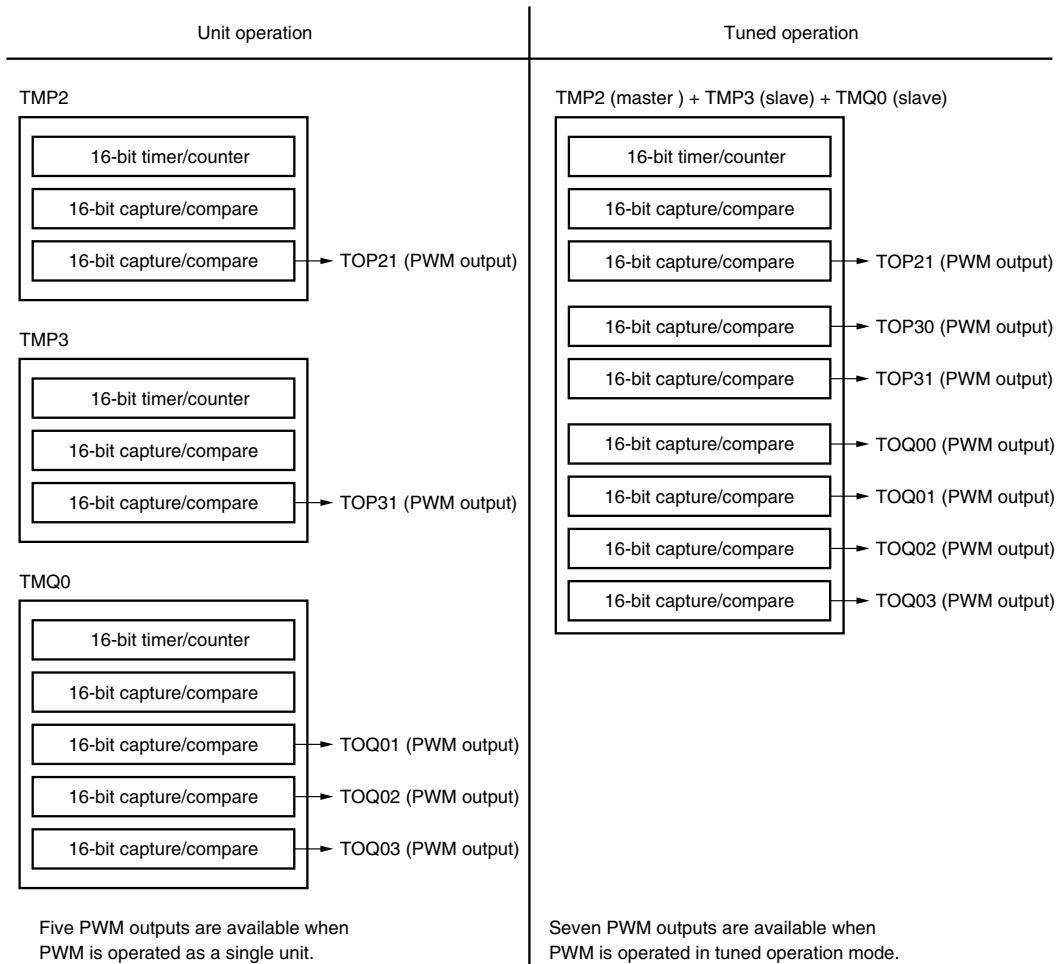 Unit operation
Tuned operation
TMP2
16-bit timer/counter
16-bit capture/compare
16-bit capture/compare
TOP21 (PWM output)
TMP3
16-bit timer/counter
16-bit capture/compare
16-bit capture/compare
TOP31 (PWM output)
TMQ0
16-bit timer/counter
16-bit capture/compare
16-bit capture/compare
TOQ01 (PWM output)
16-bit capture/compare
TOQ02 (PWM output)
16-bit capture/compare
TOQ03 (PWM output)
Five PWM outputs are available when
PWM is operated as a single unit.
TMP2 (master ) + TMP3 (slave) + TMQ0 (slave)
16-bit timer/counter
16-bit capture/compare
16-bit capture/compare
TOP21 (PWM output)
16-bit capture/compare
TOP30 (PWM output)
16-bit capture/compare
TOP31 (PWM output)
16-bit capture/compare
TOQ00 (PWM output)
16-bit capture/compare
TOQ01 (PWM output)
16-bit capture/compare
TOQ02 (PWM output)
16-bit capture/compare
TOQ03 (PWM output)
Seven PWM outputs are available when
PWM is operated in tuned operation mode.